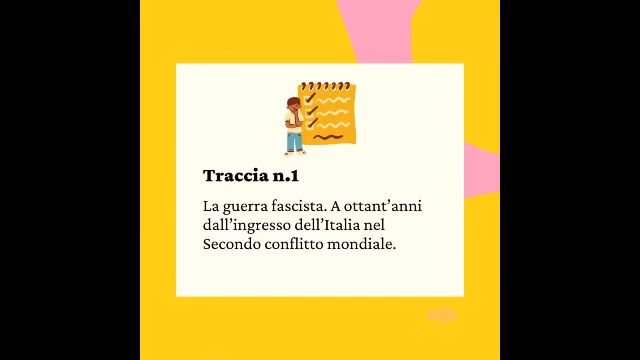 Traccia n.1
La guerra fascista. A ottant’anni
dall’ingresso dell’Italia nel
Secondo conflitto mondiale.